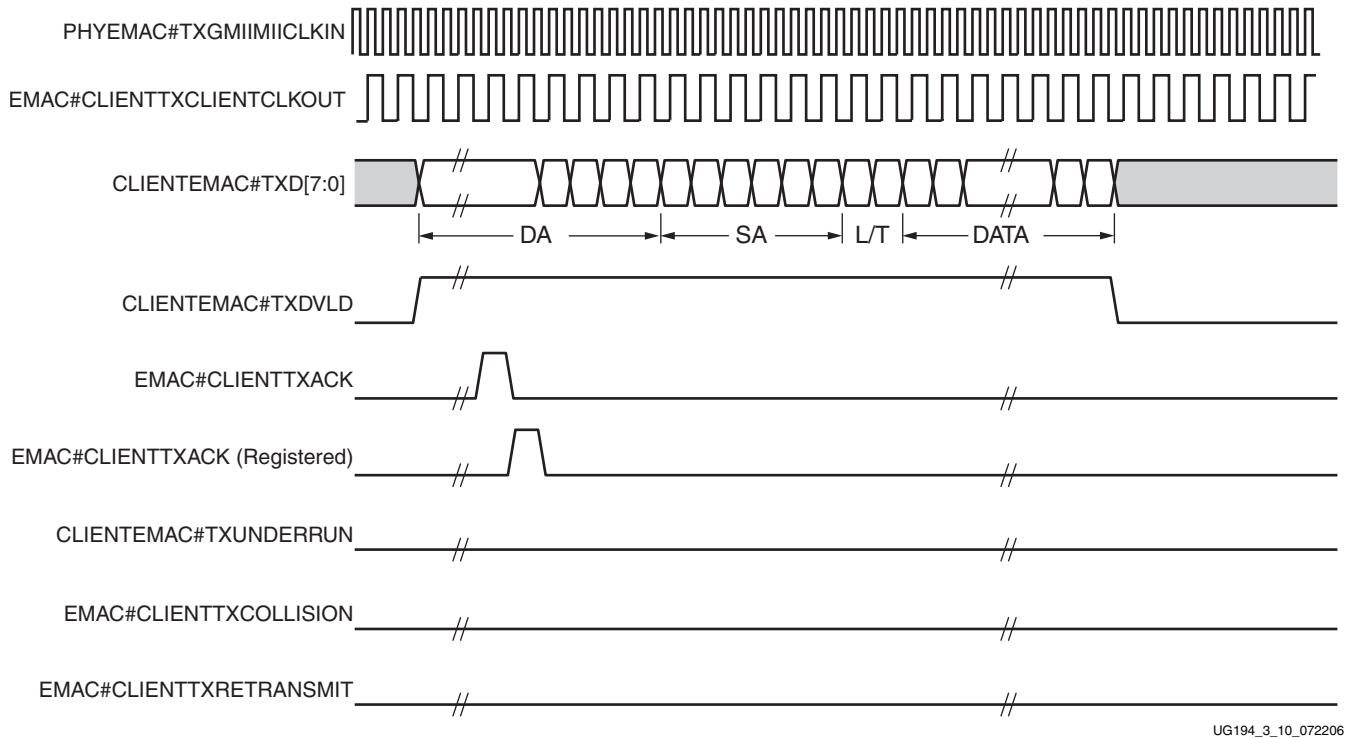 PHYEMAC#TXGMIIMIICLKIN
EMAC#CLIENTTXCLIENTCLKOUT
CLIENTEMAC#TXD[7:0]
DA SA L/T DATA
CLIENTEMAC#TXDVLD
EMAC#CLIENTTXACK
EMAC#CLIENTTXACK (Registered)
CLIENTEMAC#TXUNDERRUN
EMAC#CLIENTTXCOLLISION
EMAC#CLIENTTXRETRANSMIT
UG194_3_10_072206